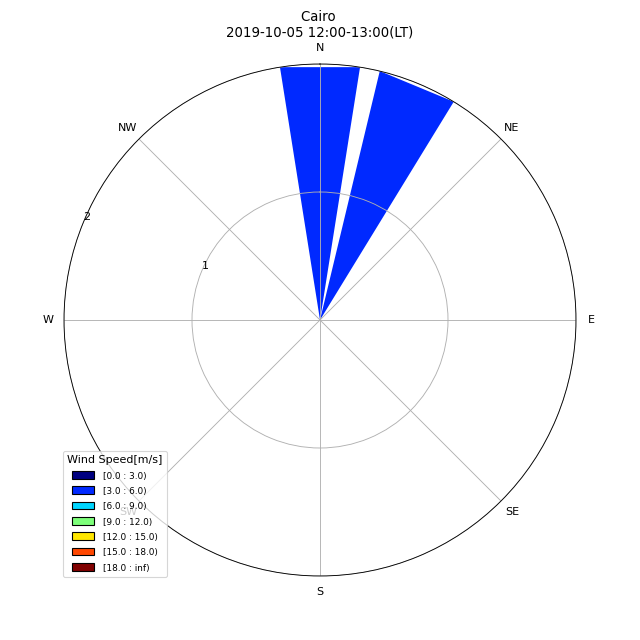 Cairo
2019-10-05 12:00-13:00(LT)
N
NW
NE
2
1
W
E
Wind Speed[m/s]
[0.0 : 3.0)
[3.0 : 6.0)
[6.0 : 9.0)
SW
SE
[9.0 : 12.0)
[12.0 : 15.0)
[15.0 : 18.0)
[18.0 : inf)
S